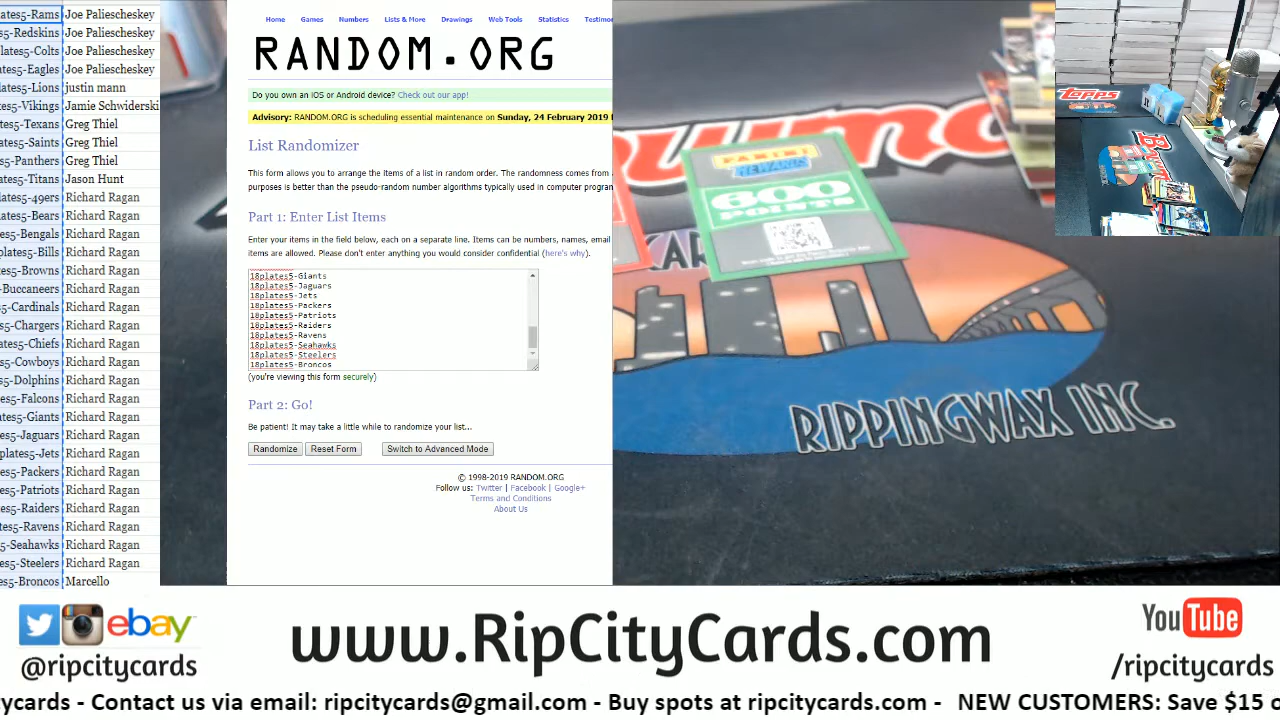 ates5-Rams Joe Paliescheskey
-Redskins Joe Paliescheskey
plates5-Colts Joe Paliescheskey
ates5-Eagles Joe Paliescheskey
lates5-Lions justin mann
ates5-Vikings Jamie Schwiderski
ates5-Texans Greg Thiel
ates5-Saints Greg Thiel
5-Panthers Greg Thiel
ates5-Titans Jason Hunt
lates5-49ers Richard Ragan
ates5-Bears Richard Ragan
es5-Bengals Richard Ragan
plates5-Bills Richard Ragan
tes5-Browns Richard Ragan
-Buccaneers Richard Ragan
es5-Cardinals Richard Ragan
es5-Chargers Richard Ragan
ates5-Chiefs Richard Ragan
es5-Cowboys Richard Ragan
es5-Dolphins Richard Ragan
tes5-Falcons Richard Ragan
ates5-Giants Richard Ragan
es5-Jaguars Richard Ragan
plates5-Jets Richard Ragan
tes5-Packers Richard Ragan
tes5-Patriots Richard Ragan
tes5-Raiders Richard Ragan
tes5-Ravens Richard Ragan
s5-Seahawks Richard Ragan
es5-Steelers Richard Ragan
tes5-Broncos Marcello
Home Games Numbers Lists & More Drawings Web Tools Statistics Testimo
RANDOM.ORG
Do you own an iOS or Android device? Check out our app!
Advisory: RANDOM.ORG is scheduling essential maintenance on Sunday, 24 February 2019
List Randomizer
This form allows you to arrange the items of a list in random order. The randomness comes from a
purposes is better than the pseudo-random number algorithms typically used in computer program
Part 1: Enter List Items
Enter your items in the field below, each on a separate line. Items can be numbers, names, email
items are allowed. Please don't enter anything you would consider confidential (here's why).
18plates5-Giants
18plates5-Jaguars
18plates5-Jets
18plates5-Packers
18plates5-Patriots
18plates5-Raiders
18plates5-Ravens
18plates5-Seahawks
18plates5-Steelers
18plates5-Broncos
(you're viewing this form securely)
Part 2: Go!
Be patient! It may take a little while to randomize your list...
Randomize Reset Form Switch to Advanced Mode
© 1998-2019 RANDOM.ORG
Follow us: Twitter | Facebook | Google+
Terms and Conditions
About Us
PANINI
REWARDS
600
POINTS
RIPPINGWAX INC.
Topps
ebay
@ripcitycards
www.RipCityCards.com
YouTube
/ripcitycards
tycards - Contact us via email: ripcitycards@gmail.com - Buy spots at ripcitycards.com - NEW CUSTOMERS: Save $15 o